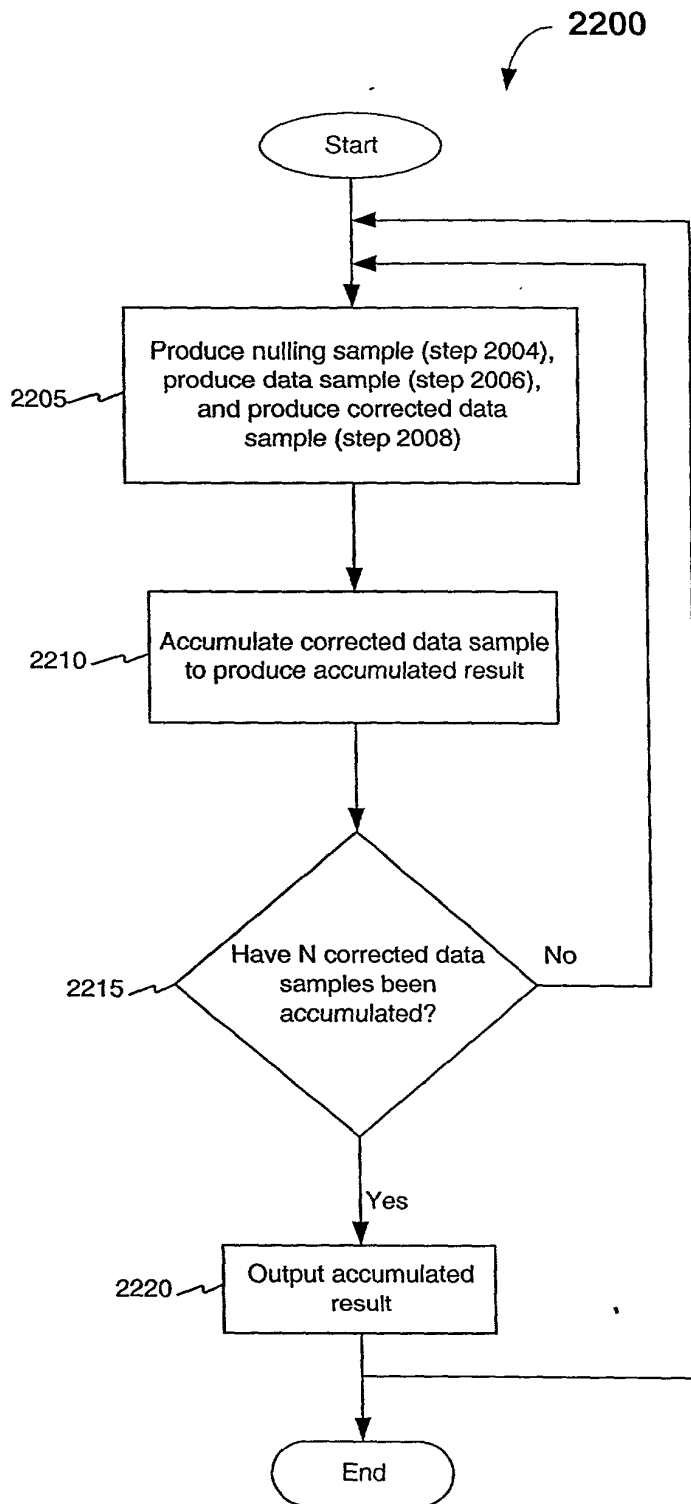 2200
Start
Produce nulling sample (step 2004),
produce data sample (step 2006),
and produce corrected data
sample (step 2008)
2205
Accumulate corrected data sample
to produce accumulated result
2210
Have N corrected data
samples been
accumulated?
2215
No
Yes
Output accumulated
result
2220
End